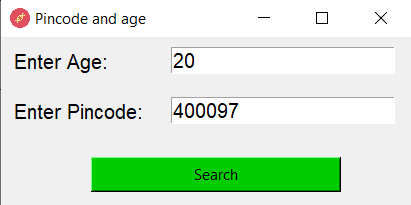 Pincode and age
Enter Age: 20
Enter Pincode: 400097
Search